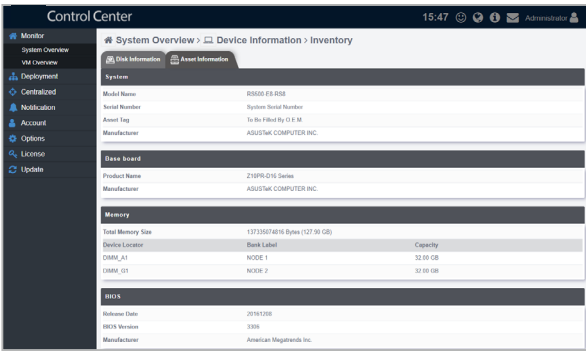 Control Center
15:47 Administrator
Monitor
System Overview
VM Overview
Deployment
Centralized
Notification
Account
Options
License
Update
System Overview > Device Information > Inventory
Disk Information Asset Information
System
Model Name RS500-E8-RS8
Serial Number System Serial Number
Asset Tag To Be Filled By O.E.M.
Manufacturer ASUSTeK COMPUTER INC.
Base board
Product Name Z10PR-D16 Series
Manufacturer ASUSTeK COMPUTER INC.
Memory
Total Memory Size 137335074816 Bytes (127.90 GB)
Device Locator Bank Label Capacity
DIMM_A1 NODE 1 32.00 GB
DIMM_G1 NODE 2 32.00 GB
BIOS
Release Date 20161208
BIOS Version 3306
Manufacturer American Megatrends Inc.